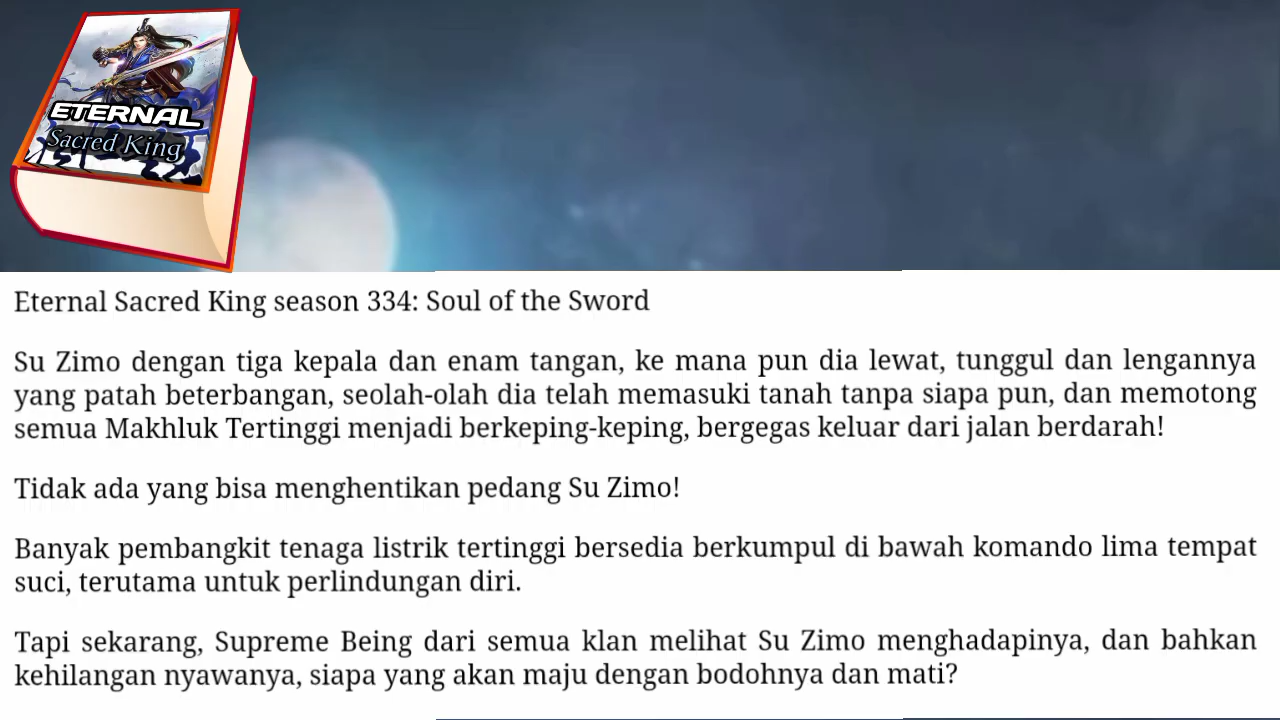 ETERNAL
Sacred King
Eternal Sacred King season 334: Soul of the Sword
Su Zimo dengan tiga kepala dan enam tangan, ke mana pun dia lewat, tunggul dan lengannya
yang patah beterbangan, seolah-olah dia telah memasuki tanah tanpa siapa pun, dan memotong
semua Makhluk Tertinggi menjadi berkeping-keping, bergegas keluar dari jalan berdarah!
Tidak ada yang bisa menghentikan pedang Su Zimo!
Banyak pembangkit tenaga listrik tertinggi bersedia berkumpul di bawah komando lima tempat
suci, terutama untuk perlindungan diri.
Tapi sekarang, Supreme Being dari semua klan melihat Su Zimo menghadapinya, dan bahkan
kehilangan nyawanya, siapa yang akan maju dengan bodohnya dan mati?